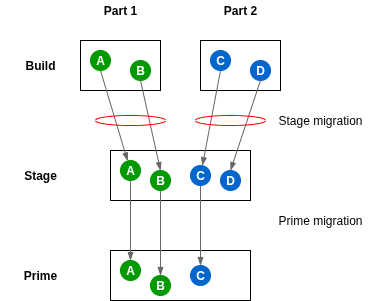 Part 1 Part 2
Build A B C D
Stage migration
Stage A B C D
Prime migration
Prime A B C